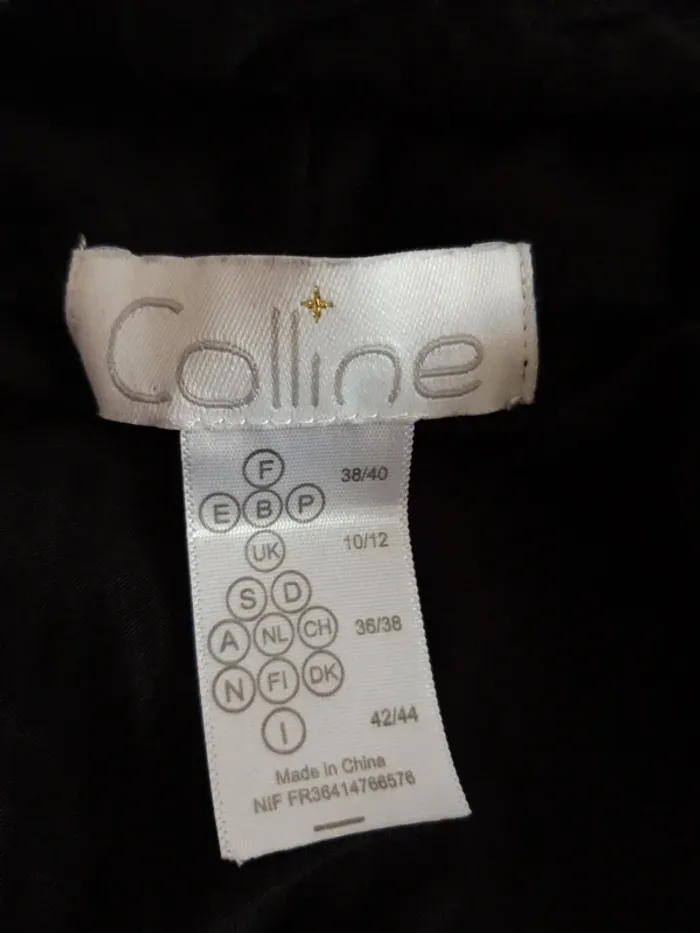 Colline
F 38/40
E B P
UK 10/12
S D
A NL CH 36/38
N FI DK
I 42/44
Made in China
NIF FR36414766576